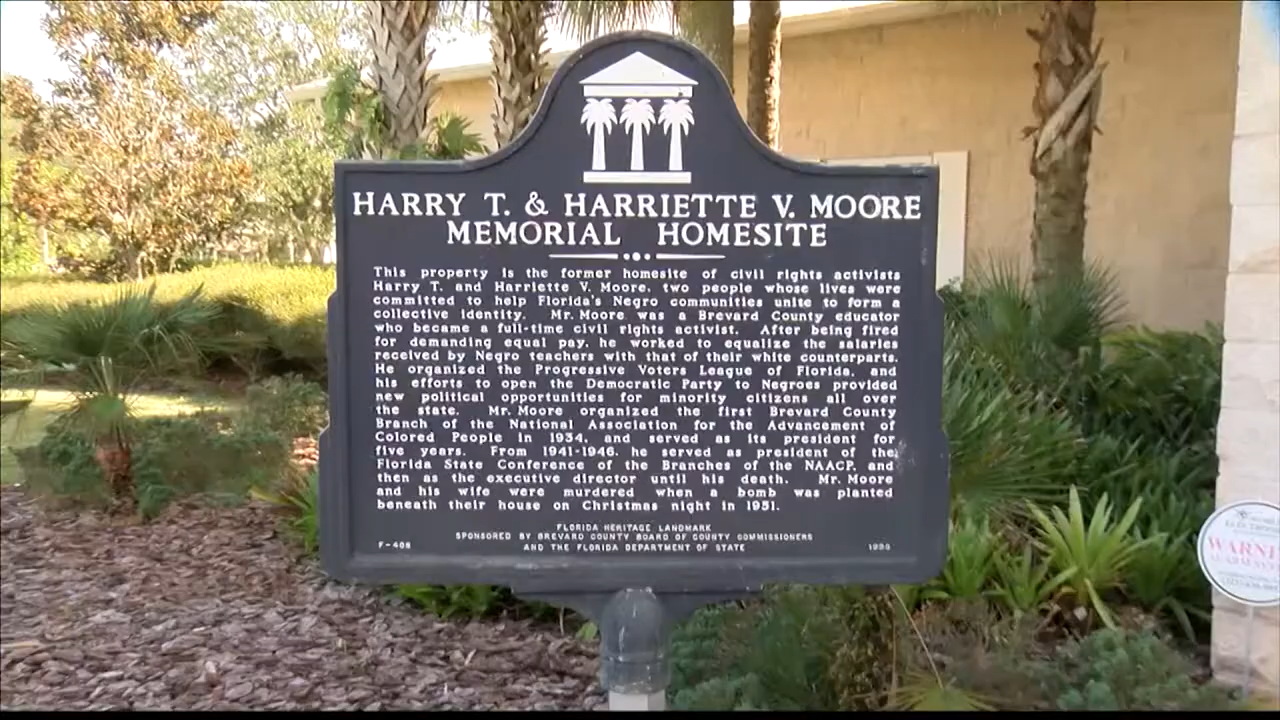 HARRY T. & HARRIETTE V. MOORE
MEMORIAL HOMESITE
This property is the former homesite of civil rights activists
Harry T. and Harriette V. Moore, two people whose lives were
committed to help Florida's Negro communities unite to form a
collective identity. Mr. Moore was a Brevard County educator
who became a full-time civil rights activist. After being fired
for demanding equal pay, he worked to equalize the salaries
received by Negro teachers with that of their white counterparts.
He organized the Progressive Voters League of Florida, and
his efforts to open the Democratic Party to Negroes provided
new political opportunities for minority citizens all over
the state. Mr. Moore organized the first Brevard County
Branch of the National Association for the Advancement of
Colored People in 1934, and served as its president for
five years. From 1941-1946, he served as president of the
Florida State Conference of the Branches of the NAACP, and
then as the executive director until his death. Mr. Moore
and his wife were murdered when a bomb was planted
beneath their house on Christmas night in 1951.
FLORIDA HERITAGE LANDMARK
SPONSORED BY BREVARD COUNTY BOARD OF COUNTY COMMISSIONERS
F-408 AND THE FLORIDA DEPARTMENT OF STATE